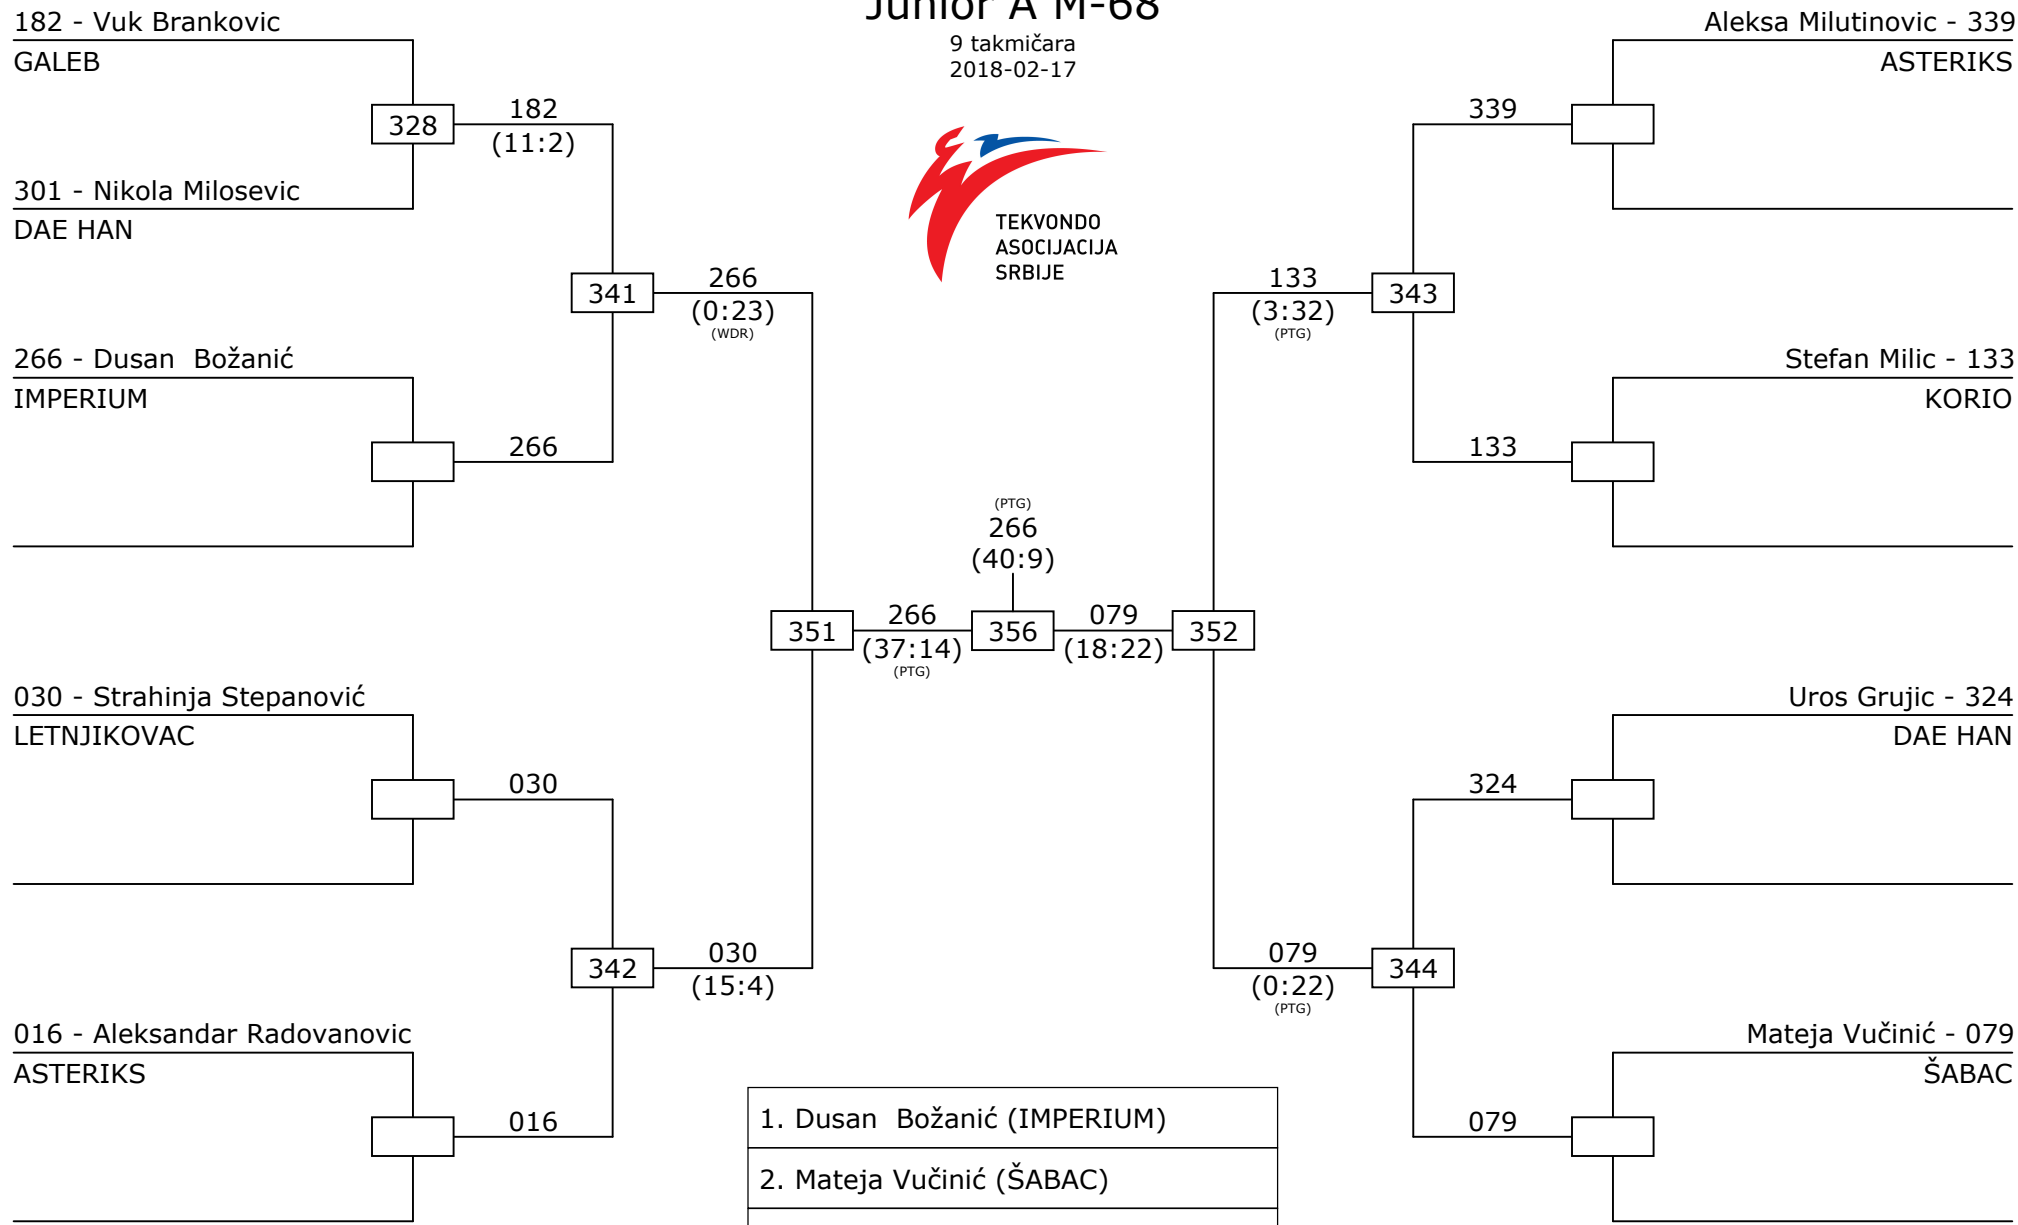 Junior A M-68
9 takmičara
2018-02-17
TEKVONDO
ASOCIJACIJA
SRBIJE
182 - Vuk Brankovic
GALEB
328
182
(11:2)
301 - Nikola Milosevic
DAE HAN
341
266
(0:23)
(WDR)
266 - Dusan  Božanić
IMPERIUM
266
351
266
(37:14)
(PTG)
030 - Strahinja Stepanović
LETNJIKOVAC
030
342
030
(15:4)
016 - Aleksandar Radovanovic
ASTERIKS
016
(PTG)
266
(40:9)
356
079
(18:22)
352
Aleksa Milutinovic - 339
ASTERIKS
339
133
(3:32)
(PTG)
343
Stefan Milic - 133
KORIO
133
Uros Grujic - 324
DAE HAN
324
079
(0:22)
(PTG)
344
Mateja Vučinić - 079
ŠABAC
079
1. Dusan  Božanić (IMPERIUM)
2. Mateja Vučinić (ŠABAC)